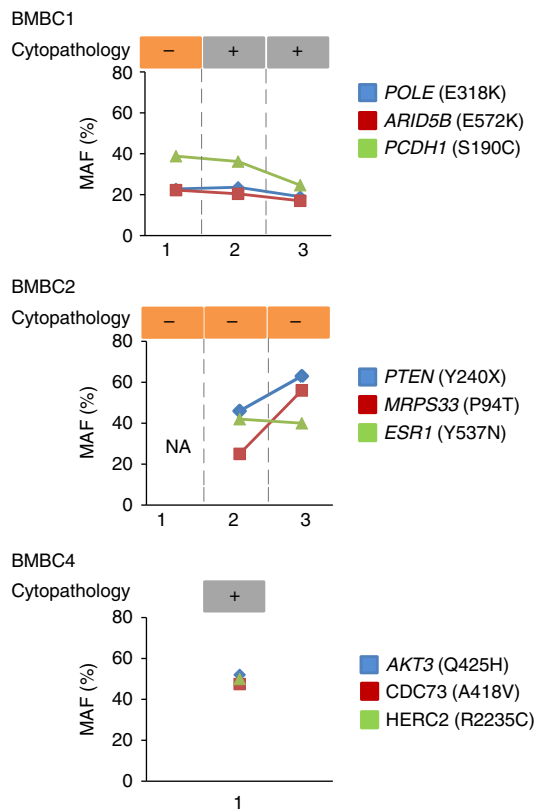 BMBC1
Cytopathology − + +
80
60
40
20
0
MAF (%)
1 2 3
POLE (E318K)
ARID5B (E572K)
PCDH1 (S190C)
BMBC2
Cytopathology − − −
80
60
40
20
0
MAF (%)
NA
1 2 3
PTEN (Y240X)
MRPS33 (P94T)
ESR1 (Y537N)
BMBC4
Cytopathology +
80
60
40
20
0
MAF (%)
1
AKT3 (Q425H)
CDC73 (A418V)
HERC2 (R2235C)